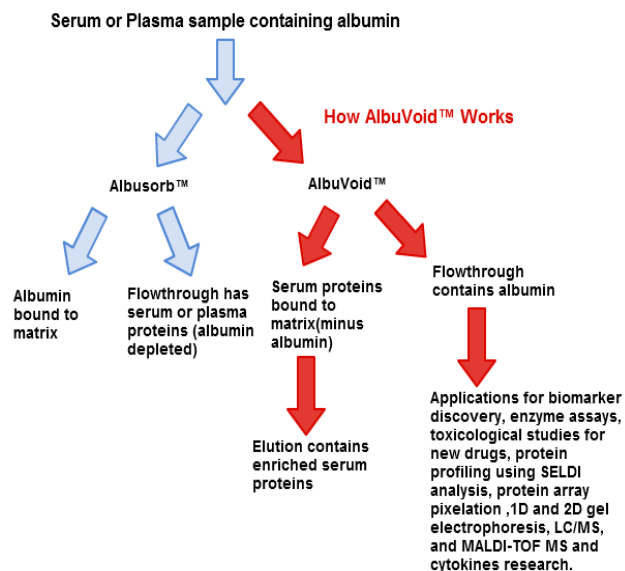 Serum or Plasma sample containing albumin
How AlbuVoid™ Works
Albusorb™
AlbuVoid™
Albumin
bound to
matrix
Flowthrough has
serum or plasma
proteins (albumin
depleted)
Serum proteins
bound to
matrix(minus
albumin)
Flowthrough
contains albumin
Elution contains
enriched serum
proteins
Applications for biomarker
discovery, enzyme assays,
toxicological studies for
new drugs, protein
profiling using SELDI
analysis, protein array
pixelation ,1D and 2D gel
electrophoresis, LC/MS,
and MALDI-TOF MS and
cytokines research.